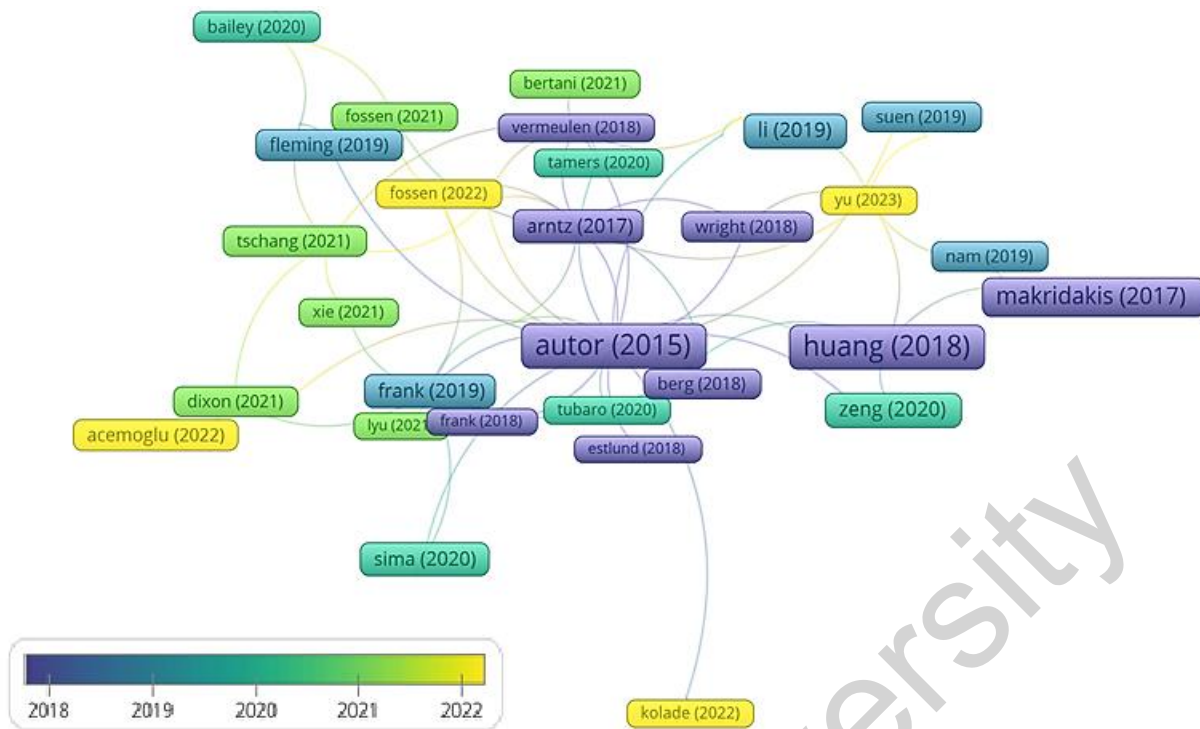 bailey (2020)
bertani (2021)
fossen (2021)
vermeulen (2018)
li (2019)
suen (2019)
fleming (2019)
tamers (2020)
fossen (2022)
yu (2023)
arntz (2017)
wright (2018)
tschang (2021)
nam (2019)
makridakis (2017)
xie (2021)
autor (2015)
huang (2018)
berg (2018)
frank (2019)
dixon (2021)
tubaro (2020)
zeng (2020)
acemoglu (2022)
lyu (2021
frank (2018)
estlund (2018)
sima (2020)
kolade (2022)
2018 2019 2020 2021 2022
ersity